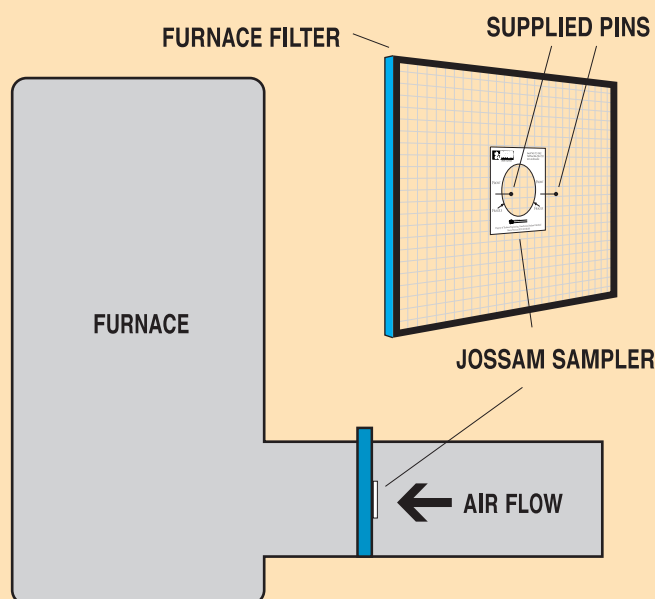 FURNACE FILTER
SUPPLIED PINS
FURNACE
JOSSAM SAMPLER
AIR FLOW